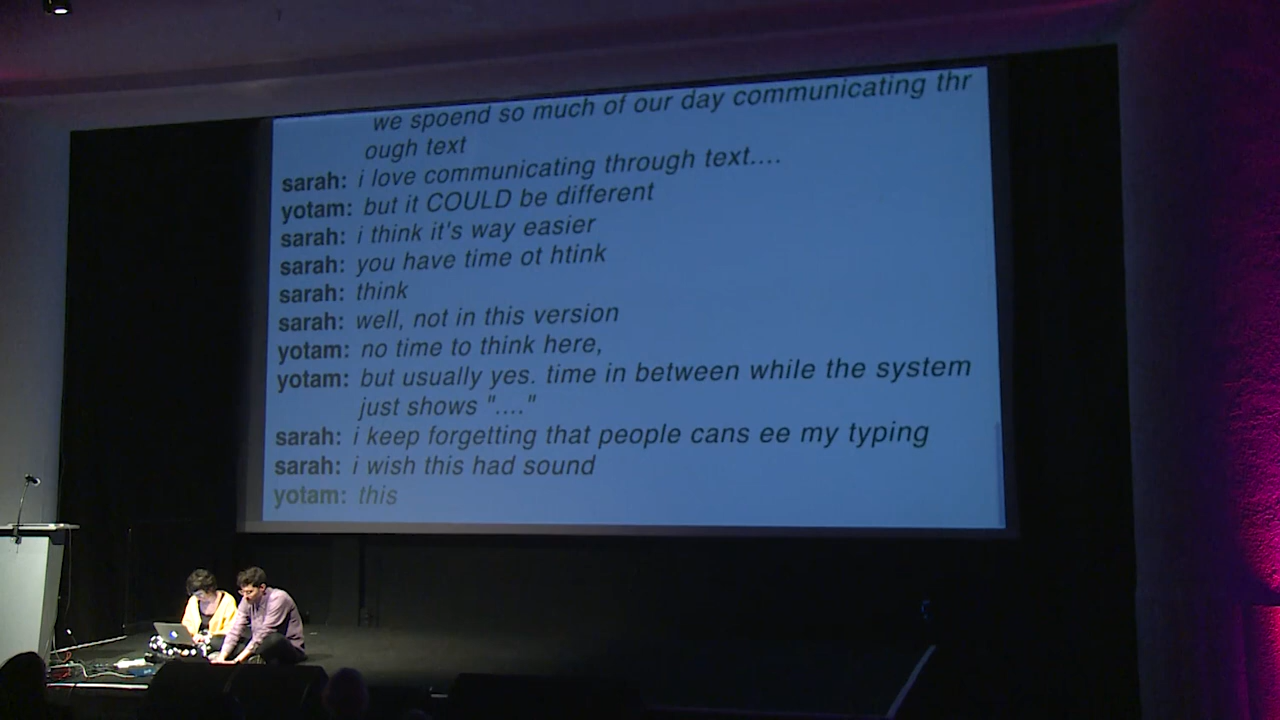 we spoend so much of our day communicating thr
ough text
sarah: i love communicating through text....
yotam: but it COULD be different
sarah: i think it's way easier
sarah: you have time ot htink
sarah: think
sarah: well, not in this version
yotam: no time to think here,
yotam: but usually yes. time in between while the system
just shows "...."
sarah: i keep forgetting that people cans ee my typing
sarah: i wish this had sound
yotam: this